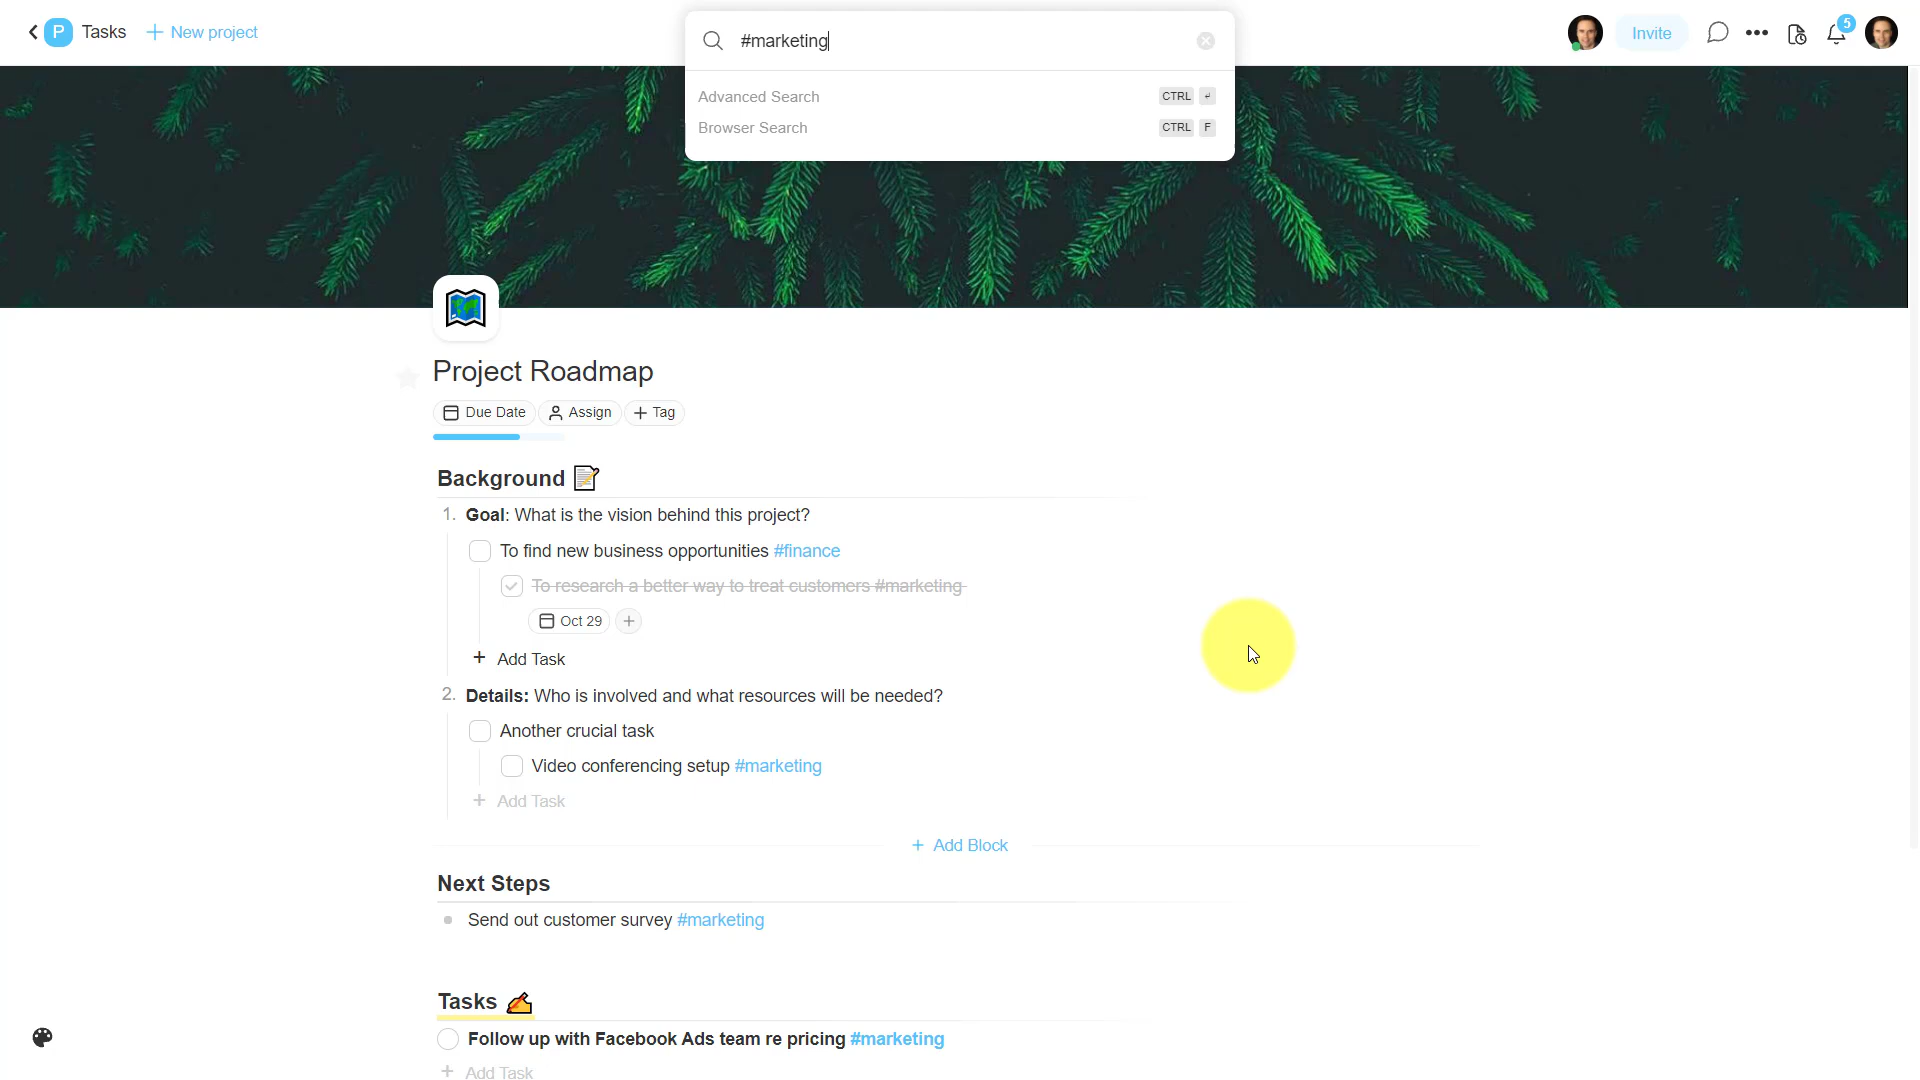 P Tasks + New project
#marketing
Invite
5
Advanced Search CTRL ↵
Browser Search CTRL F
Project Roadmap
Due Date Assign + Tag
Background
1. Goal: What is the vision behind this project?
To find new business opportunities #finance
To research a better way to treat customers #marketing
Oct 29 +
+ Add Task
2. Details: Who is involved and what resources will be needed?
Another crucial task
Video conferencing setup #marketing
+ Add Task
+ Add Block
Next Steps
Send out customer survey #marketing
Tasks
Follow up with Facebook Ads team re pricing #marketing
+ Add Task